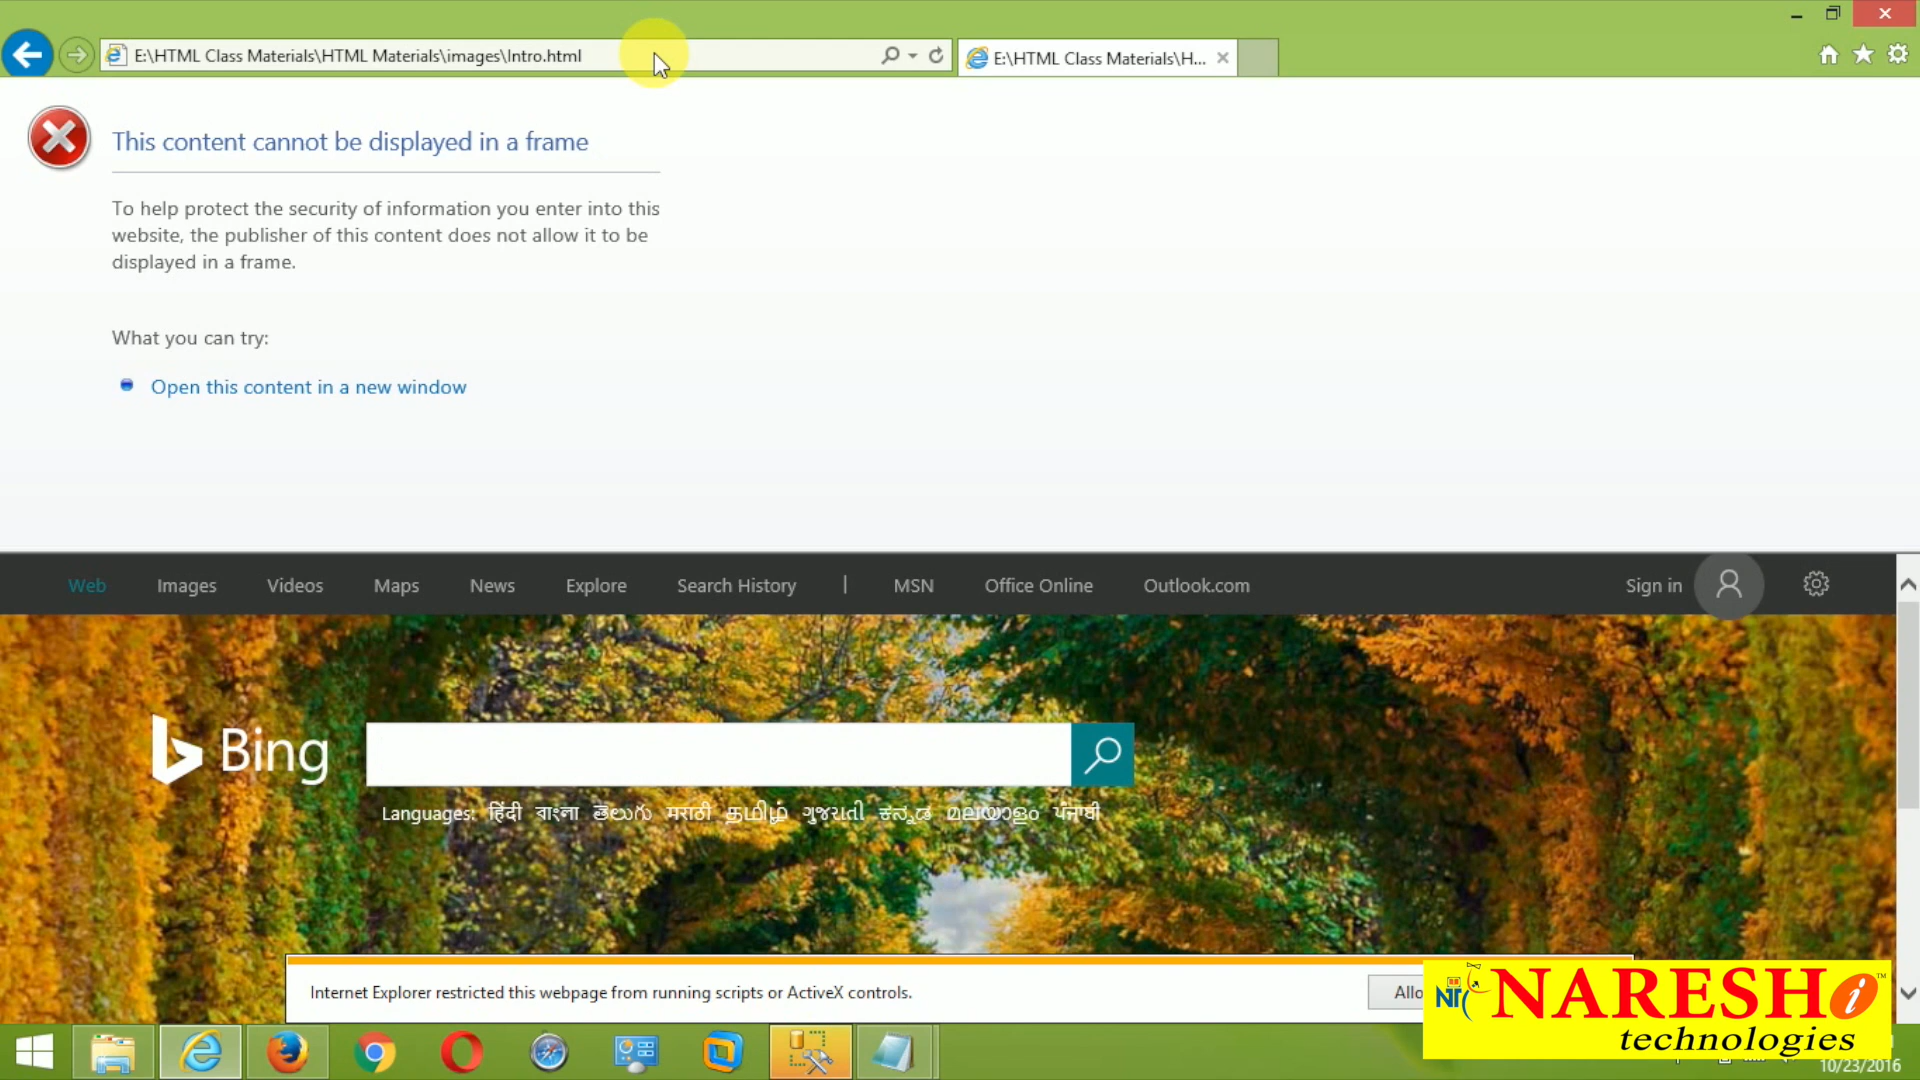 E:\HTML Class Materials\HTML Materials\images\Intro.html
E:\HTML Class Materials\H...
This content cannot be displayed in a frame
To help protect the security of information you enter into this
website, the publisher of this content does not allow it to be
displayed in a frame.
What you can try:
Open this content in a new window
Web Images Videos Maps News Explore Search History | MSN Office Online Outlook.com Sign in
Bing
Languages: हिंदी বাংলা తెలుగు मराठी தமிழ் ગુજરાતી ಕನ್ನಡ മലയാളം ਪੰਜਾਬੀ
Internet Explorer restricted this webpage from running scripts or ActiveX controls.
Allo
NARESH i ™
technologies
10/23/2016